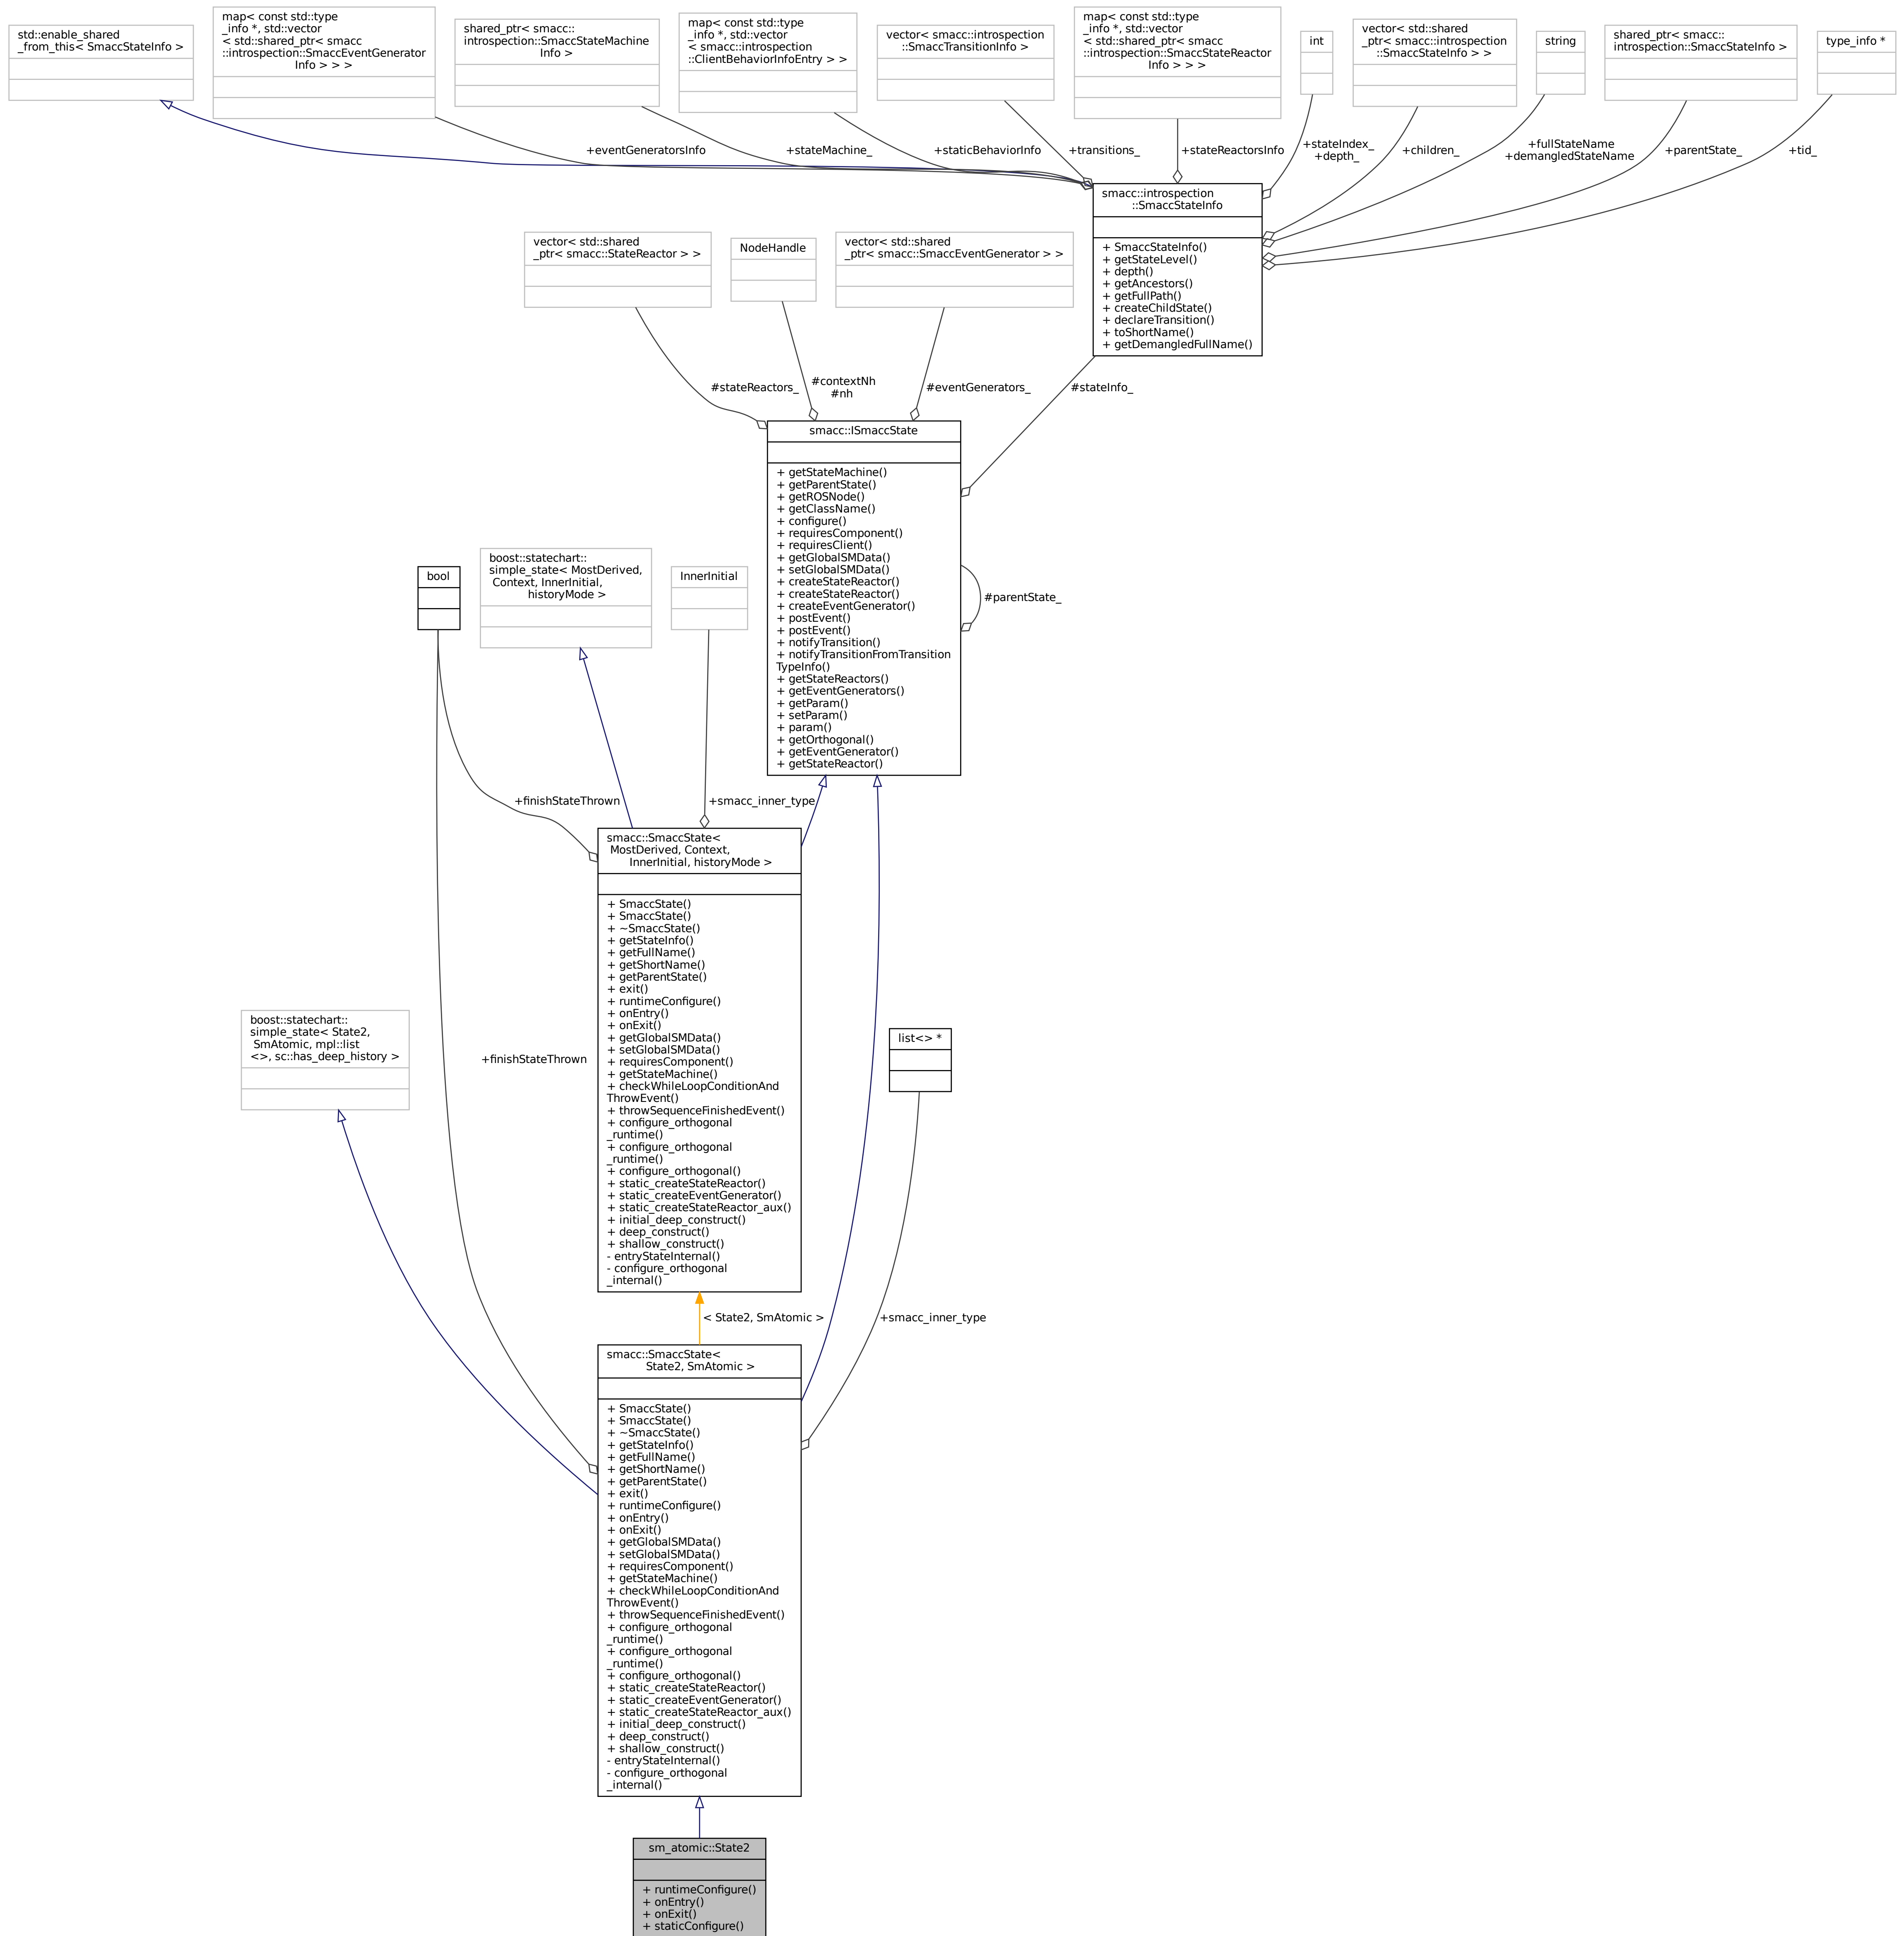 std::enable_shared
_from_this< SmaccStateInfo >
map< const std::type
_info *, std::vector
< std::shared_ptr< smacc
::introspection::SmaccEventGenerator
Info > > >
shared_ptr< smacc::
introspection::SmaccStateMachine
Info >
map< const std::type
_info *, std::vector
< smacc::introspection
::ClientBehaviorInfoEntry > >
vector< smacc::introspection
::SmaccTransitionInfo >
map< const std::type
_info *, std::vector
< std::shared_ptr< smacc
::introspection::SmaccStateReactor
Info > > >
int
vector< std::shared
_ptr< smacc::introspection
::SmaccStateInfo > >
string
shared_ptr< smacc::
introspection::SmaccStateInfo >
type_info *
+eventGeneratorsInfo
+stateMachine_
+staticBehaviorInfo
+transitions_
+stateReactorsInfo
+stateIndex_
+depth_
+children_
+fullStateName
+demangledStateName
+parentState_
+tid_
smacc::introspection
::SmaccStateInfo
+ SmaccStateInfo()
+ getStateLevel()
+ depth()
+ getAncestors()
+ getFullPath()
+ createChildState()
+ declareTransition()
+ toShortName()
+ getDemangledFullName()
vector< std::shared
_ptr< smacc::StateReactor > >
NodeHandle
vector< std::shared
_ptr< smacc::SmaccEventGenerator > >
#stateReactors_
#contextNh
#nh
#eventGenerators_
#stateInfo_
smacc::ISmaccState
+ getStateMachine()
+ getParentState()
+ getROSNode()
+ getClassName()
+ configure()
+ requiresComponent()
+ requiresClient()
+ getGlobalSMData()
+ setGlobalSMData()
+ createStateReactor()
+ createStateReactor()
+ createEventGenerator()
+ postEvent()
+ postEvent()
+ notifyTransition()
+ notifyTransitionFromTransition
TypeInfo()
+ getStateReactors()
+ getEventGenerators()
+ getParam()
+ setParam()
+ param()
+ getOrthogonal()
+ getEventGenerator()
+ getStateReactor()
#parentState_
bool
boost::statechart::
simple_state< MostDerived,
Context, InnerInitial,
historyMode >
InnerInitial
+finishStateThrown
+smacc_inner_type
smacc::SmaccState<
MostDerived, Context,
InnerInitial, historyMode >
+ SmaccState()
+ SmaccState()
+ ~SmaccState()
+ getStateInfo()
+ getFullName()
+ getShortName()
+ getParentState()
+ exit()
+ runtimeConfigure()
+ onEntry()
+ onExit()
+ getGlobalSMData()
+ setGlobalSMData()
+ requiresComponent()
+ getStateMachine()
+ checkWhileLoopConditionAnd
ThrowEvent()
+ throwSequenceFinishedEvent()
+ configure_orthogonal
_runtime()
+ configure_orthogonal
_runtime()
+ configure_orthogonal()
+ static_createStateReactor()
+ static_createEventGenerator()
+ static_createStateReactor_aux()
+ initial_deep_construct()
+ deep_construct()
+ shallow_construct()
- entryStateInternal()
- configure_orthogonal
_internal()
boost::statechart::
simple_state< State2,
SmAtomic, mpl::list
<>, sc::has_deep_history >
+finishStateThrown
list<> *
< State2, SmAtomic >
+smacc_inner_type
smacc::SmaccState<
State2, SmAtomic >
+ SmaccState()
+ SmaccState()
+ ~SmaccState()
+ getStateInfo()
+ getFullName()
+ getShortName()
+ getParentState()
+ exit()
+ runtimeConfigure()
+ onEntry()
+ onExit()
+ getGlobalSMData()
+ setGlobalSMData()
+ requiresComponent()
+ getStateMachine()
+ checkWhileLoopConditionAnd
ThrowEvent()
+ throwSequenceFinishedEvent()
+ configure_orthogonal
_runtime()
+ configure_orthogonal
_runtime()
+ configure_orthogonal()
+ static_createStateReactor()
+ static_createEventGenerator()
+ static_createStateReactor_aux()
+ initial_deep_construct()
+ deep_construct()
+ shallow_construct()
- entryStateInternal()
- configure_orthogonal
_internal()
sm_atomic::State2
+ runtimeConfigure()
+ onEntry()
+ onExit()
+ staticConfigure()